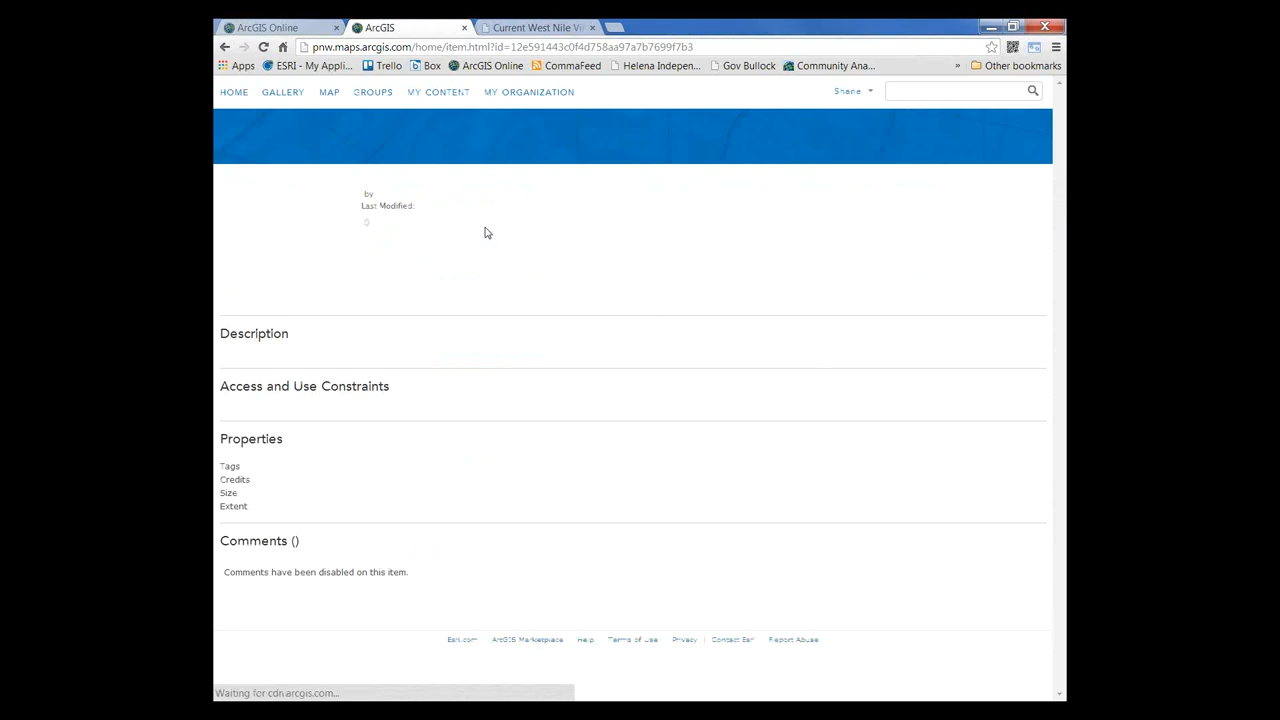 ArcGIS Online
ArcGIS
Current West Nile Vi
pnw.maps.arcgis.com/home/item.html?id=12e591443c0f4d758aa97a7b7699f7b3
Apps ESRI - My Appli... Trello Box ArcGIS Online CommaFeed Helena Indepen... Gov Bullock Community Ana... » Other bookmarks
HOME GALLERY MAP GROUPS MY CONTENT MY ORGANIZATION Shane
by
Last Modified:
0
Description
Access and Use Constraints
Properties
Tags
Credits
Size
Extent
Comments ()
Comments have been disabled on this item.
Esri.com ArcGIS Marketplace Help Terms of Use Privacy Contact Esri Report Abuse
Waiting for cdn.arcgis.com...